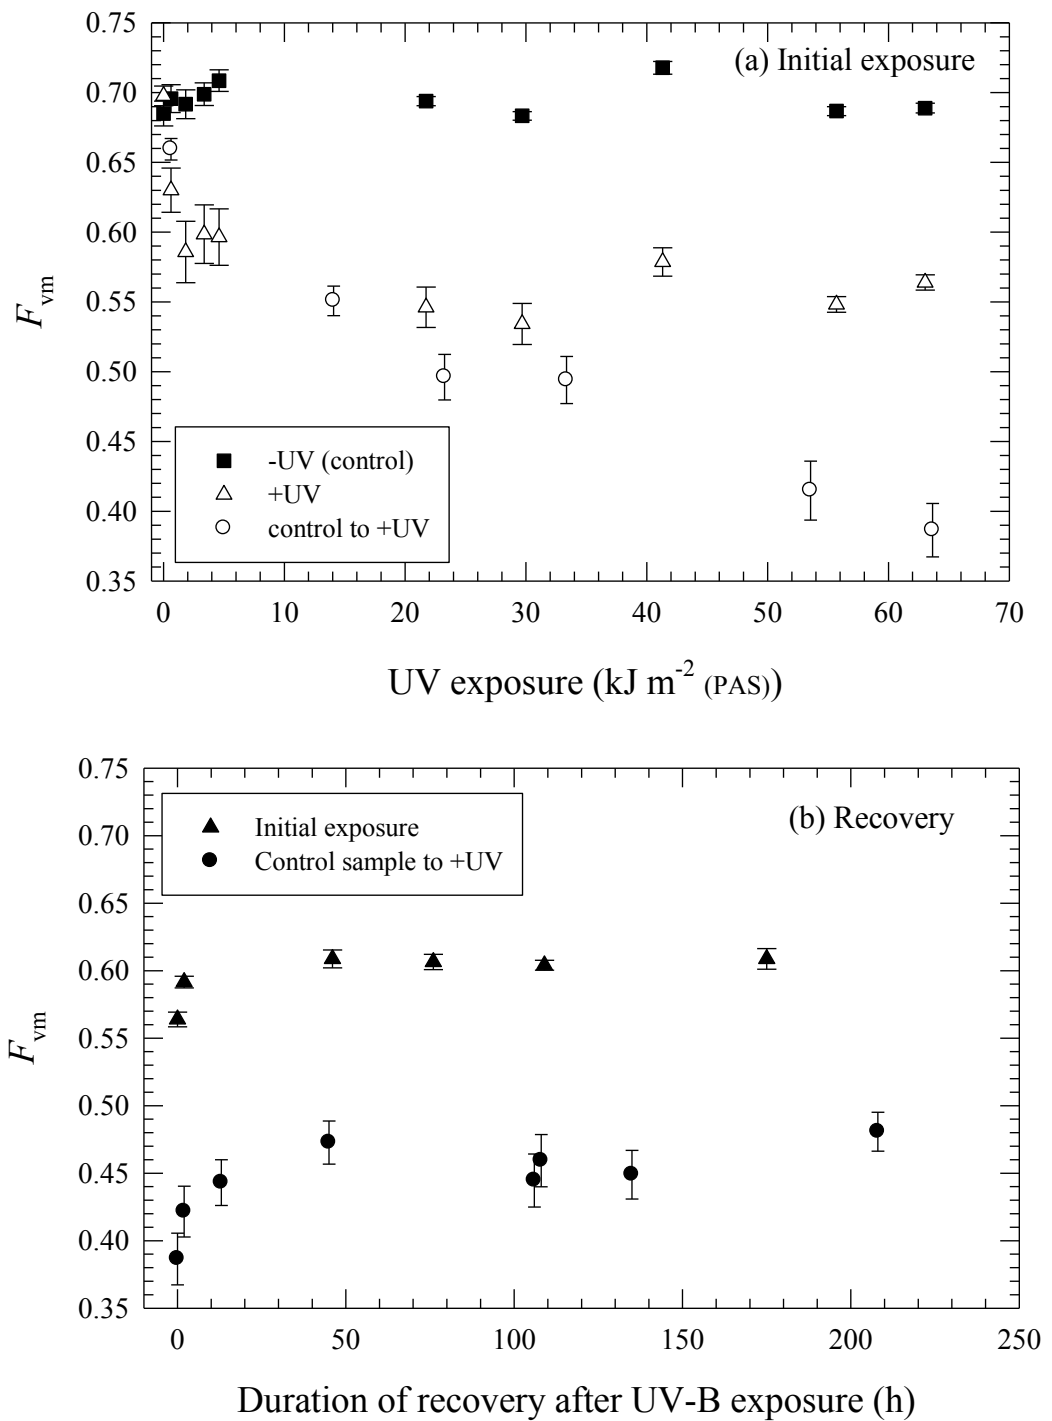 0.75
0.70
0.65
0.60
0.55
0.50
0.45
0.40
0.35
F vm
(a) Initial exposure
-UV (control)
+UV
control to +UV
0 10 20 30 40 50 60 70
UV exposure (kJ m-2 (PAS))
0.75
0.70
0.65
0.60
0.55
0.50
0.45
0.40
0.35
F vm
(b) Recovery
Initial exposure
Control sample to +UV
0 50 100 150 200 250
Duration of recovery after UV-B exposure (h)